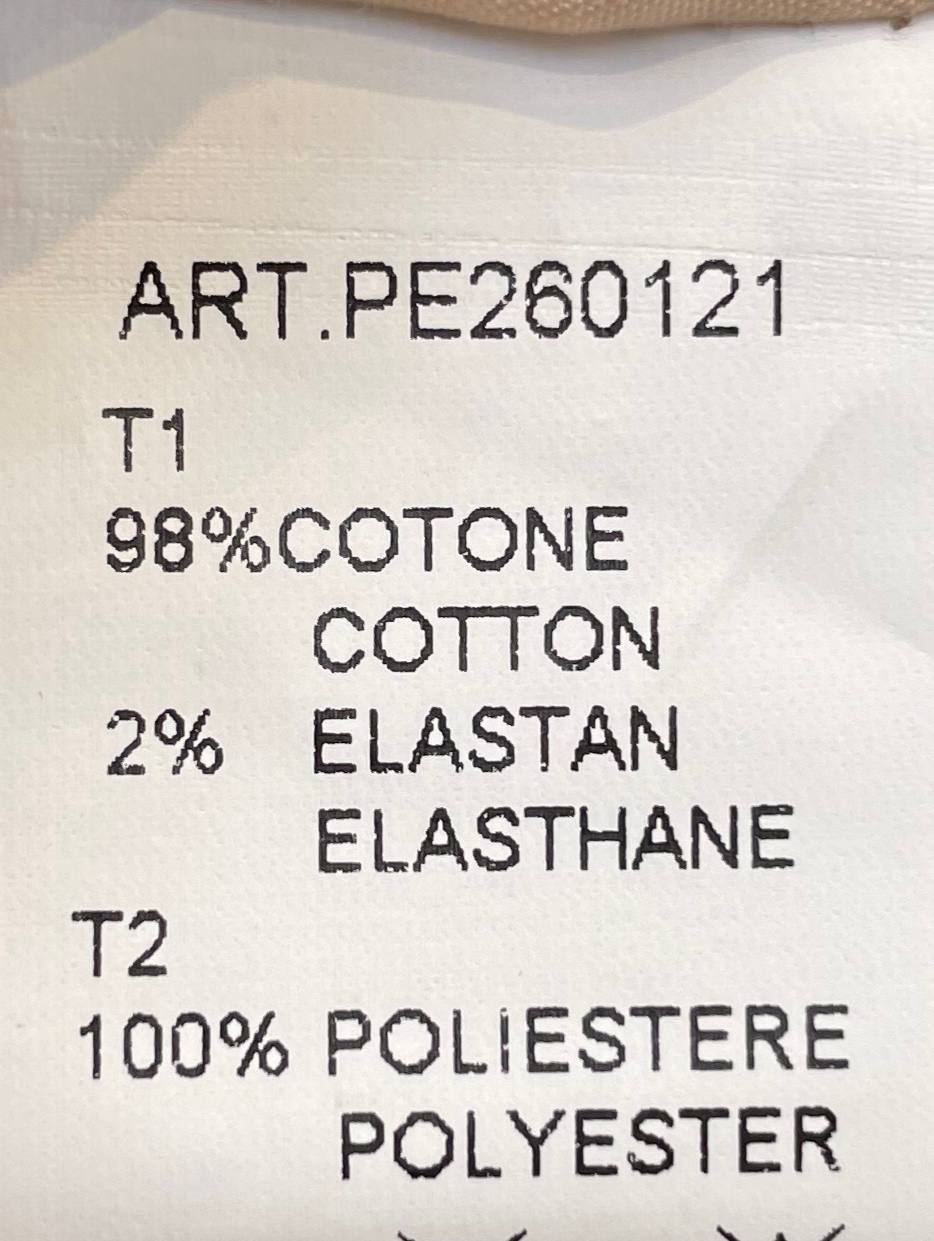 ART.PE260121
T1
98%COTONE
COTTON
2% ELASTAN
ELASTHANE
T2
100% POLIESTERE
POLYESTER